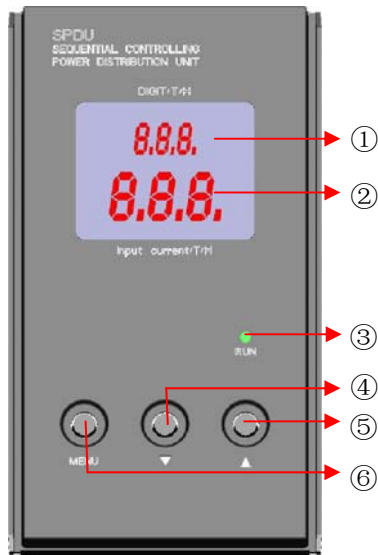 SPDU
SEQUENTIAL CONTROLLING
POWER DISTRIBUTION UNIT
DIGIT/T/H
8.8.8.
①
8.8.8.
②
Input current/T/H
③
RUN
④
⑤
⑥
MENU ▼ ▲